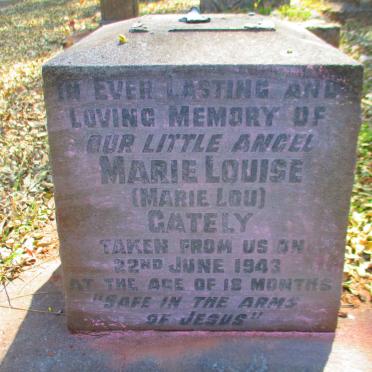 IN EVER LASTING AND
LOVING MEMORY OF
OUR LITTLE ANGEL
MARIE LOUISE
(MARIE LOU)
GATELY
TAKEN FROM US ON
22ND JUNE 1943
AT THE AGE OF 18 MONTHS
"SAFE IN THE ARMS
OF JESUS"